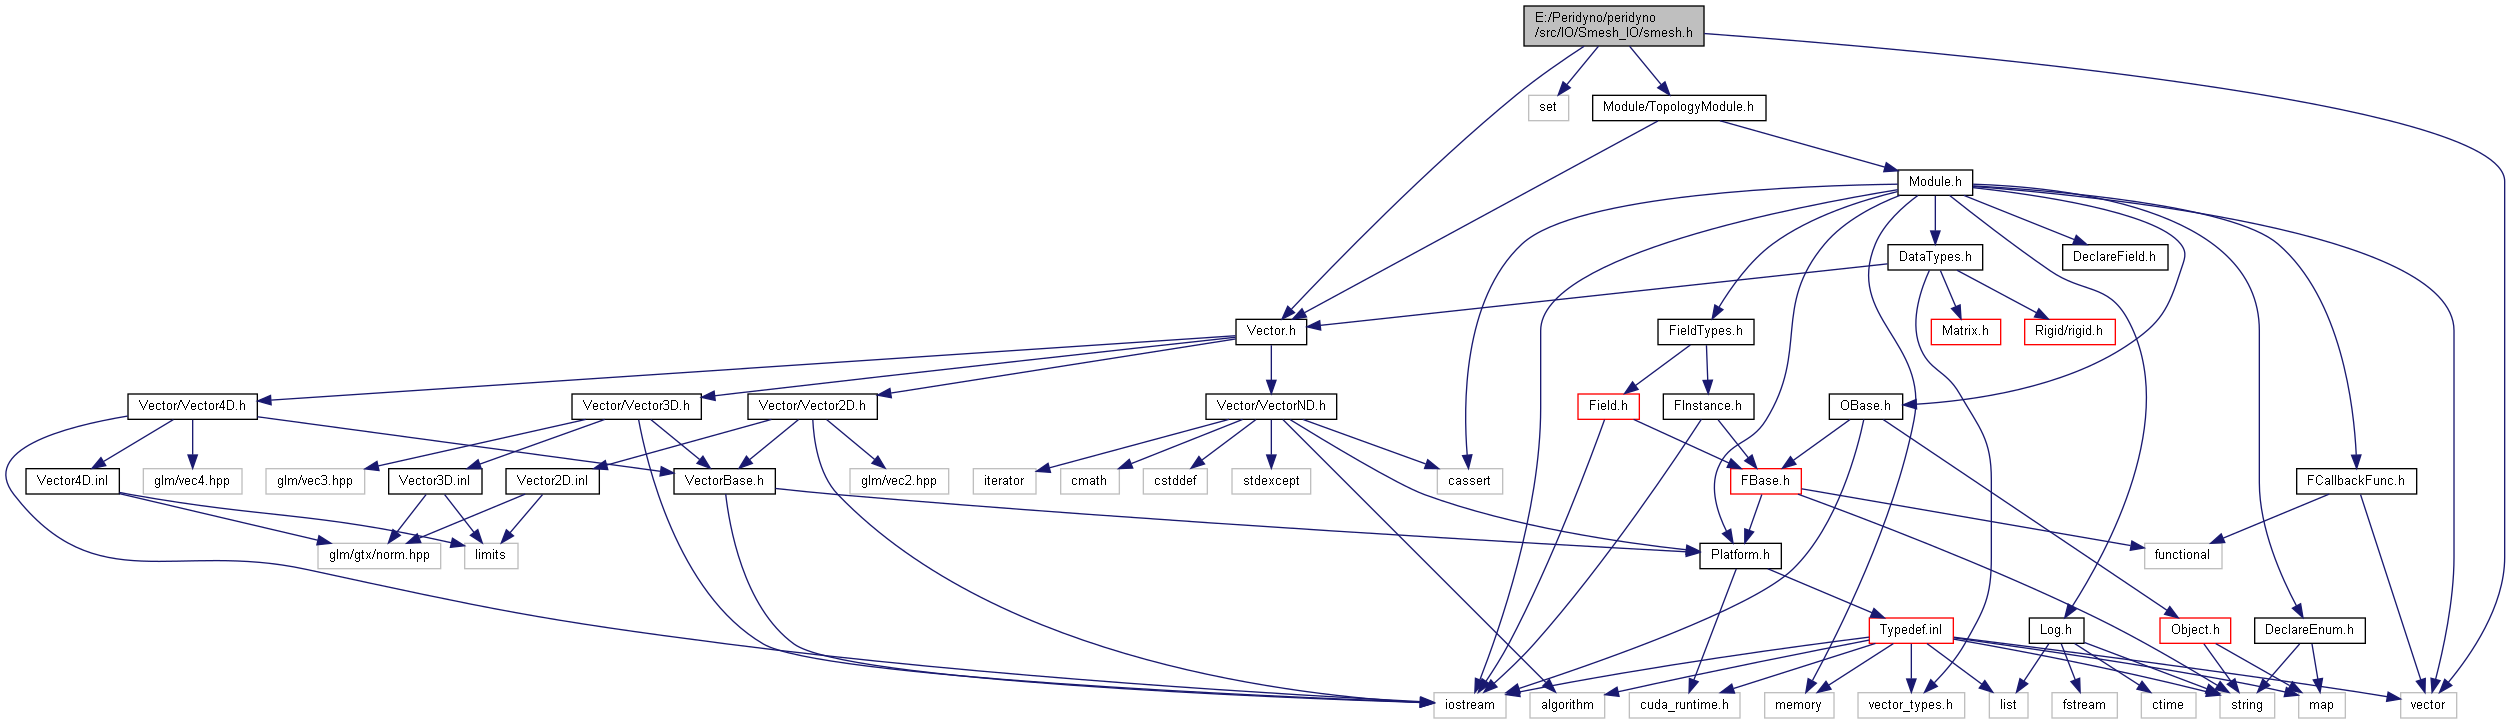 E:/Peridyno/peridyno
/src/IO/Smesh_IO/smesh.h
set
Module/TopologyModule.h
Module.h
DataTypes.h
DeclareField.h
Vector.h
FieldTypes.h
Matrix.h
Rigid/rigid.h
Vector/Vector4D.h
Vector/Vector3D.h
Vector/Vector2D.h
Vector/VectorND.h
Field.h
FInstance.h
OBase.h
Vector4D.inl
glm/vec4.hpp
glm/vec3.hpp
Vector3D.inl
Vector2D.inl
VectorBase.h
glm/vec2.hpp
iterator
cmath
cstddef
stdexcept
cassert
FBase.h
FCallbackFunc.h
glm/gtx/norm.hpp
limits
Platform.h
functional
Typedef.inl
Log.h
Object.h
DeclareEnum.h
iostream
algorithm
cuda_runtime.h
memory
vector_types.h
list
fstream
ctime
string
map
vector